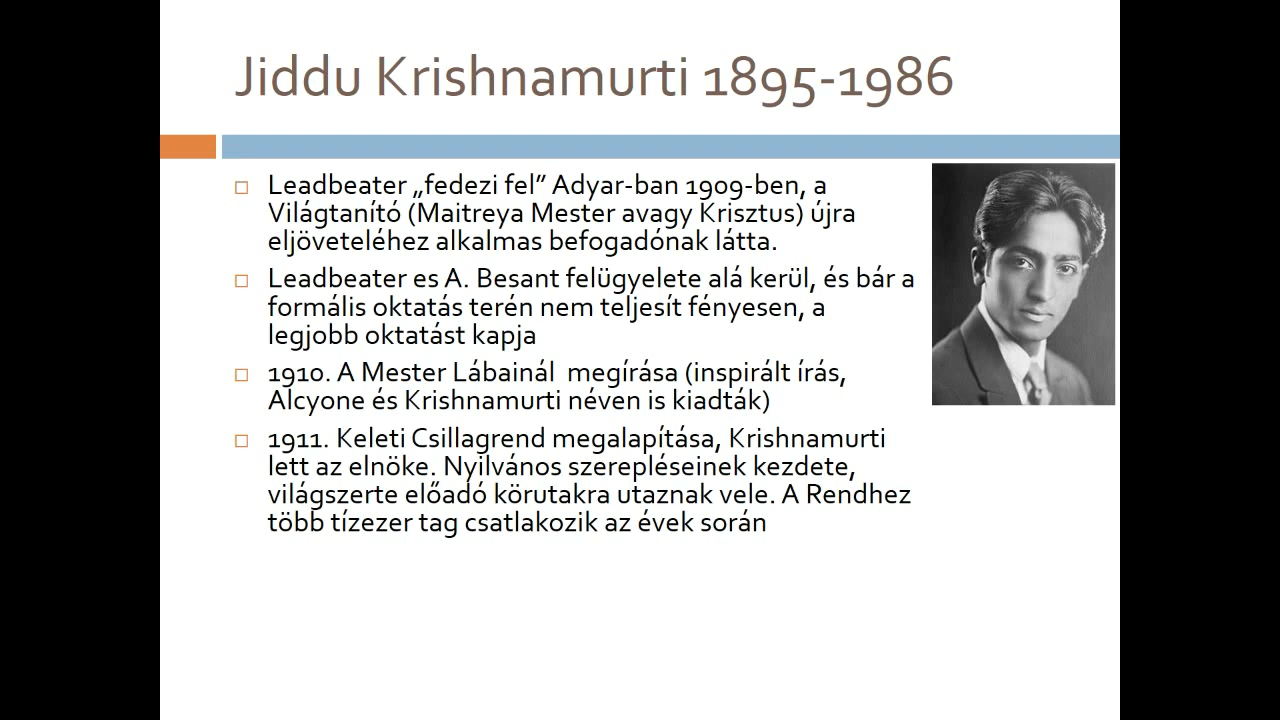 Jiddu Krishnamurti 1895-1986
Leadbeater „fedezi fel” Adyar-ban 1909-ben, a
Világtanító (Maitreya Mester avagy Krisztus) újra
eljöveteléhez alkalmas befogadónak látta.
Leadbeater es A. Besant felügyelete alá kerül, és bár a
formális oktatás terén nem teljesít fényesen, a
legjobb oktatást kapja
1910. A Mester Lábainál  megírása (inspirált írás,
Alcyone és Krishnamurti néven is kiadták)
1911. Keleti Csillagrend megalapítása, Krishnamurti
lett az elnöke. Nyilvános szerepléseinek kezdete,
világszerte előadó körutakra utaznak vele. A Rendhez
több tízezer tag csatlakozik az évek során